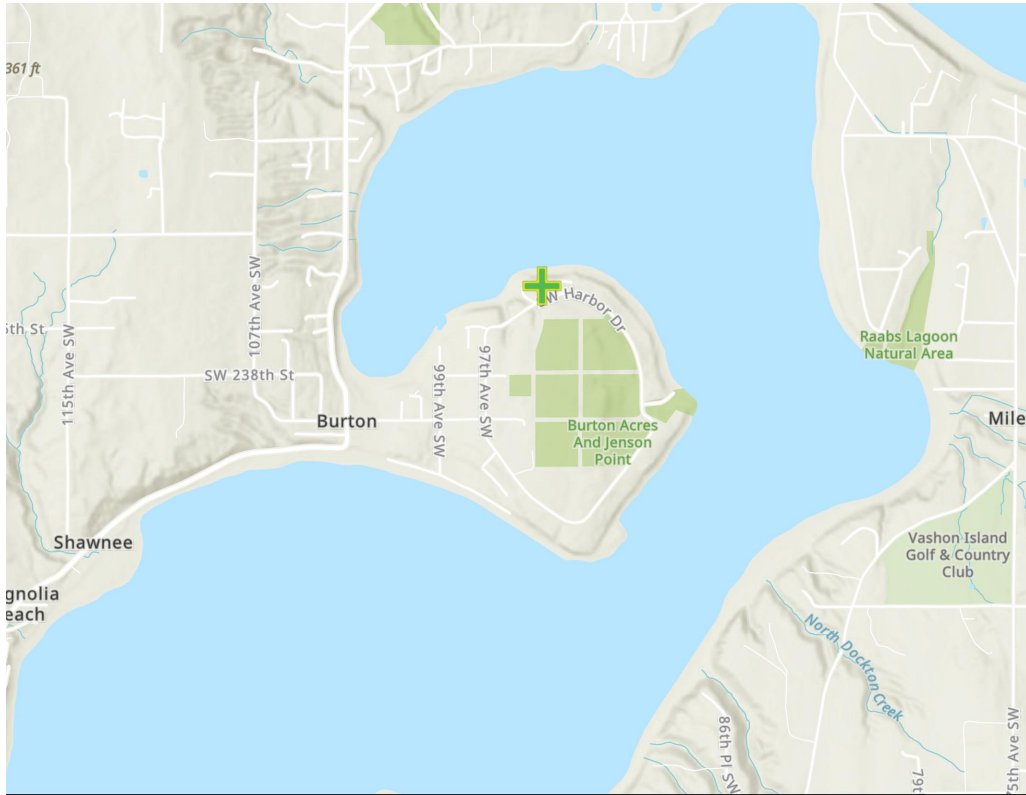 361 ft
SW Harbor Dr
107th Ave SW
5th St
115th Ave SW
SW 238th St
99th Ave SW
97th Ave SW
Burton
Burton Acres
And Jenson
Point
Raabs Lagoon
Natural Area
Mile
Shawnee
gnolia
each
Vashon Island
Golf & Country
Club
North Dockton Creek
86th Pl SW
79t
5th Ave SW